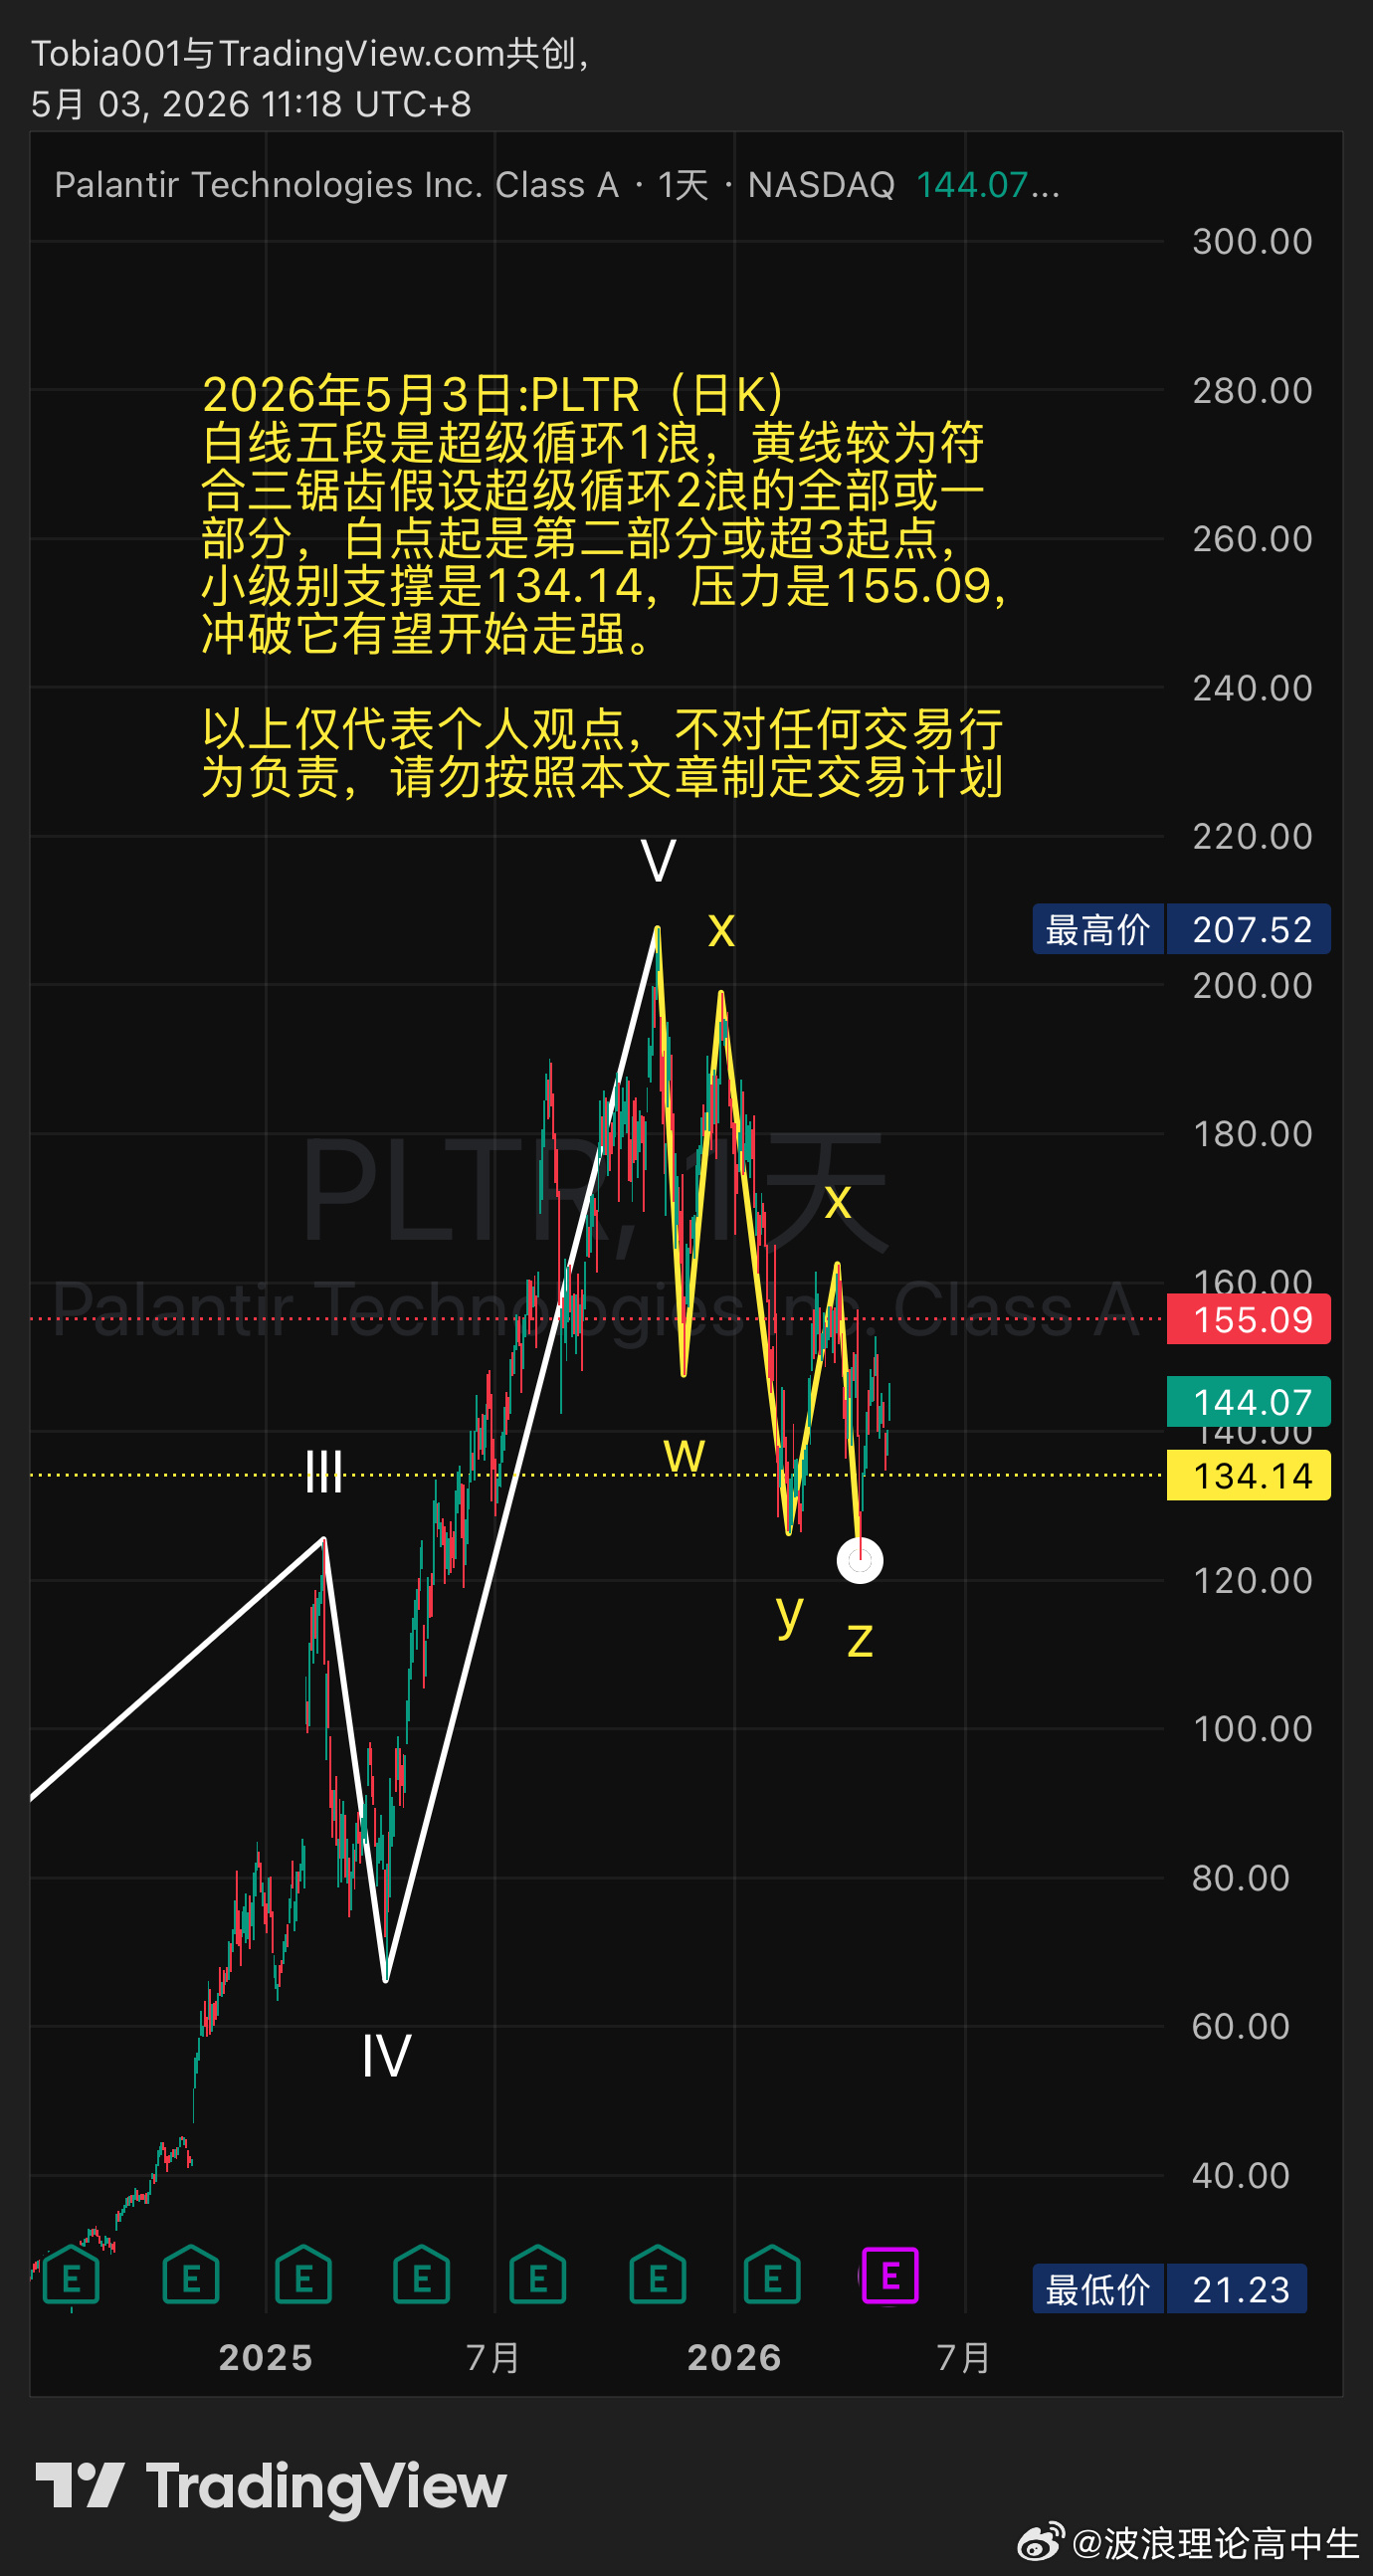 Tobia001与TradingView.com共创,
5月 03, 2026 11:18 UTC+8
Palantir Technologies Inc. Class A · 1天 · NASDAQ 144.07...
300.00
2026年5月3日:PLTR（日K）
白线五段是超级循环1浪，黄线较为符
合三锯齿假设超级循环2浪的全部或一
部分，白点起是第二部分或超3起点，
小级别支撑是134.14，压力是155.09，
冲破它有望开始走强。
以上仅代表个人观点，不对任何交易行
为负责，请勿按照本文章制定交易计划
280.00
260.00
240.00
220.00
V
x
最高价 207.52
200.00
PLTR, 1天
180.00
x
Palantir Technologies Inc. Class A
160.00
155.09
144.07
140.00
w
III
134.14
120.00
y
z
100.00
80.00
60.00
IV
40.00
E E E E E E E E
最低价 21.23
2025 7月 2026 7月
TradingView
@波浪理论高中生